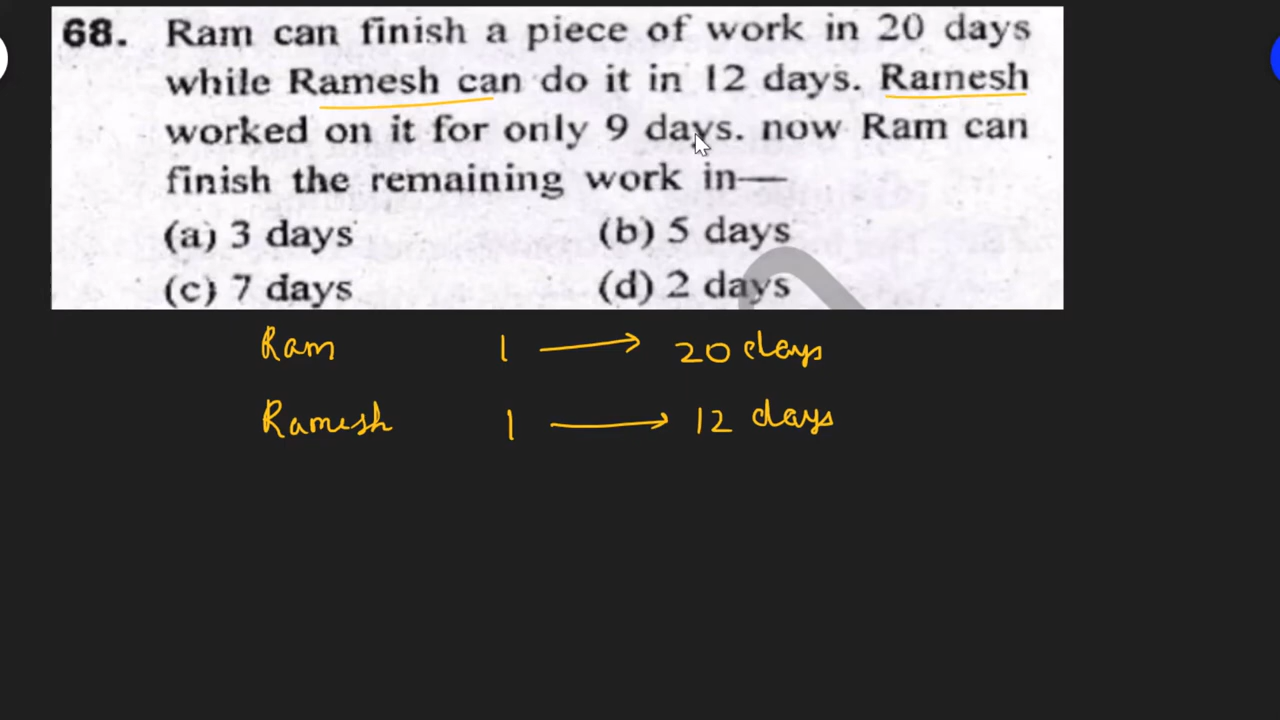 68. Ram can finish a piece of work in 20 days
while Ramesh can do it in 12 days. Ramesh
worked on it for only 9 days. now Ram can
finish the remaining work in—
(a) 3 days (b) 5 days
(c) 7 days (d) 2 days
Ram 1 → 20 days
Ramesh 1 → 12 days